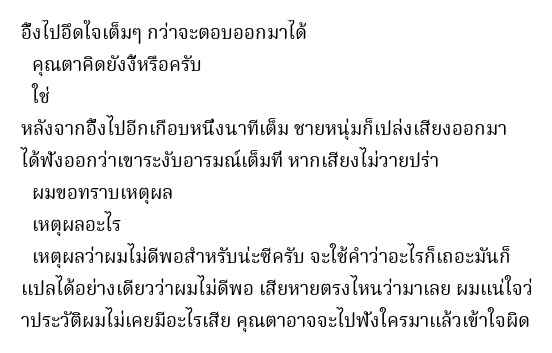 อึ้งไปอึดใจเต็มๆ กว่าจะตอบออกมาได้
คุณตาคิดยังงี้หรือครับ
ใช่
หลังจากอึ้งไปอีกเกือบหนึ่งนาทีเต็ม ชายหนุ่มก็เปล่งเสียงออกมา
ได้ฟังออกว่าเขาระงับอารมณ์เต็มที่ หากเสียงไม่วายปร่า
ผมขอทราบเหตุผล
เหตุผลอะไร
เหตุผลว่าผมไม่ดีพอสำหรับน่ะซีครับ จะใช้คำว่าอะไรก็เถอะมันก็
แปลได้อย่างเดียวว่าผมไม่ดีพอ เสียหายตรงไหนว่ามาเลย ผมแน่ใจว่
าประวัติผมไม่เคยมีอะไรเสีย คุณตาอาจจะไปฟังใครมาแล้วเข้าใจผิด